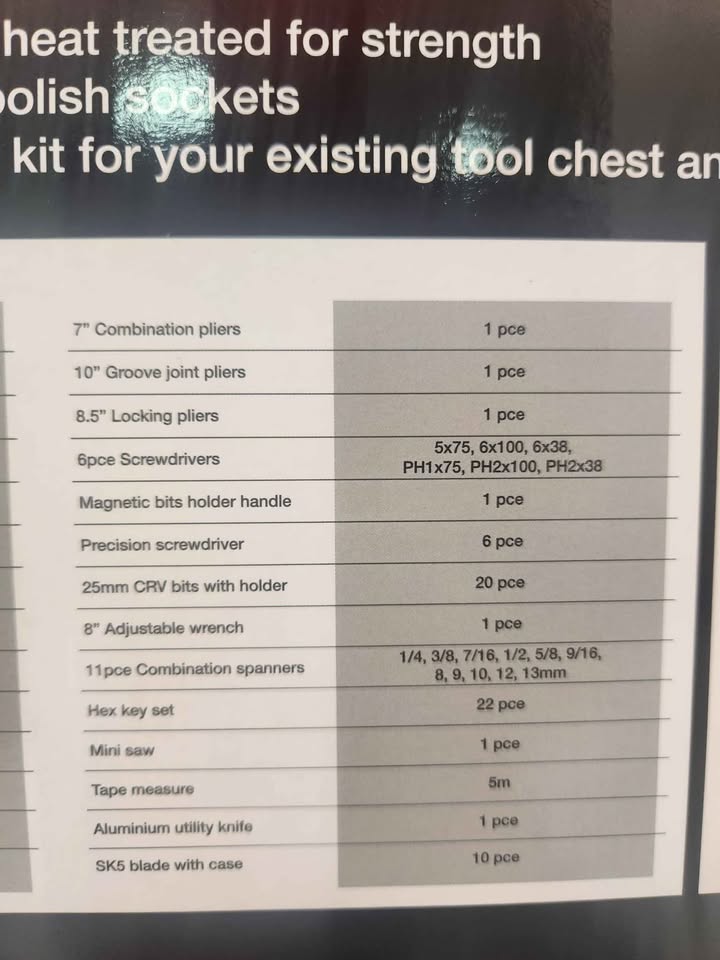 heat treated for strength
polish sockets
kit for your existing tool chest an
7” Combination pliers 1 pce
10” Groove joint pliers 1 pce
8.5” Locking pliers 1 pce
6pce Screwdrivers 5x75, 6x100, 6x38,
PH1x75, PH2x100, PH2x38
Magnetic bits holder handle 1 pce
Precision screwdriver 6 pce
25mm CRV bits with holder 20 pce
8” Adjustable wrench 1 pce
11pce Combination spanners 1/4, 3/8, 7/16, 1/2, 5/8, 9/16,
8, 9, 10, 12, 13mm
Hex key set 22 pce
Mini saw 1 pce
Tape measure 5m
Aluminium utility knife 1 pce
SK5 blade with case 10 pce